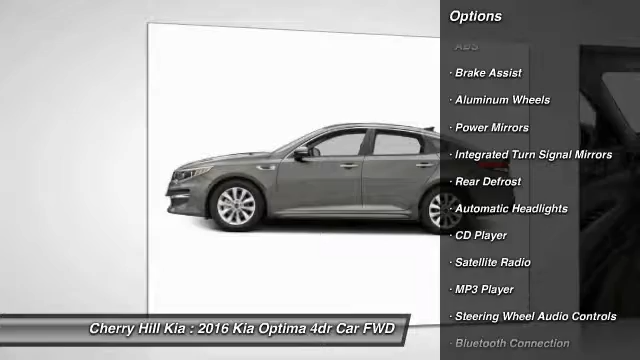 Options
· ABS
· Brake Assist
· Aluminum Wheels
· Power Mirrors
· Integrated Turn Signal Mirrors
· Rear Defrost
· Automatic Headlights
· CD Player
· Satellite Radio
· MP3 Player
· Steering Wheel Audio Controls
· Bluetooth Connection
Cherry Hill Kia : 2016 Kia Optima 4dr Car FWD